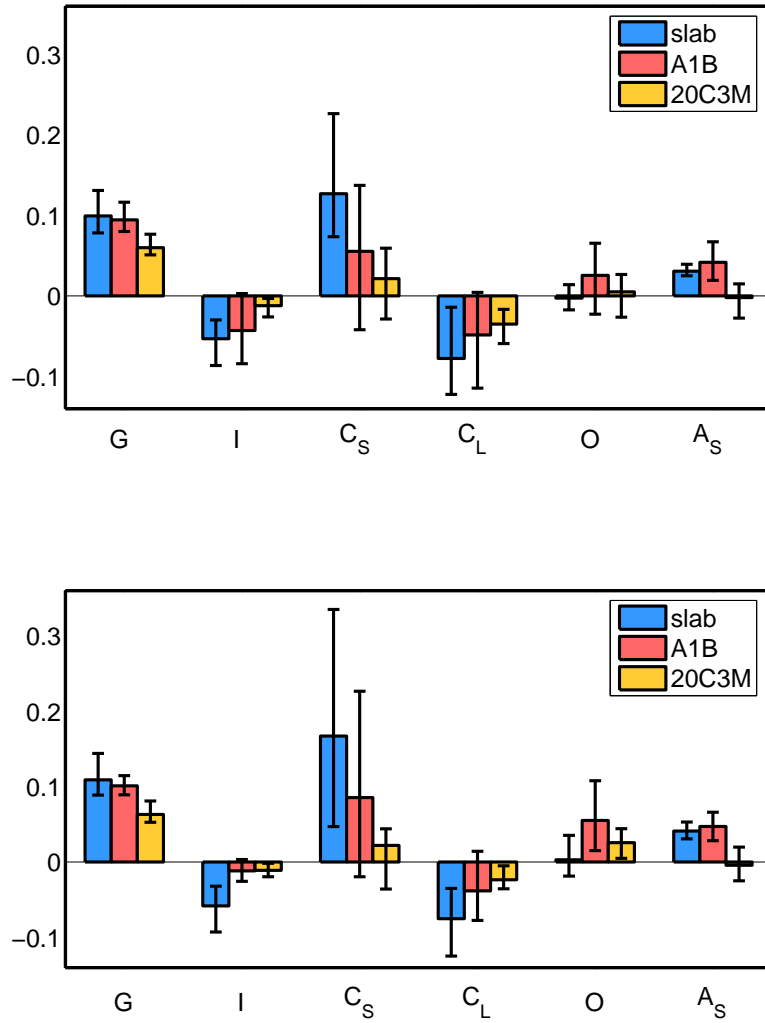 0.3
0.2
0.1
0
−0.1
slab
A1B
20C3M
G I C_S C_L O A_S
0.3
0.2
0.1
0
−0.1
slab
A1B
20C3M
G I C_S C_L O A_S